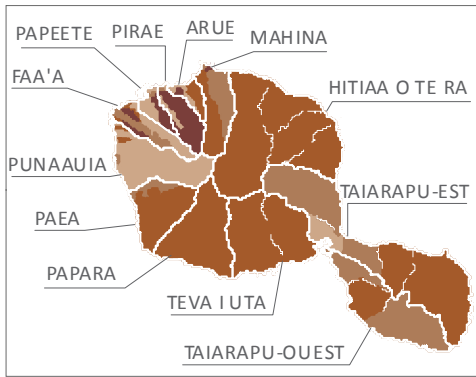 PAPEETE
PIRAE
ARUE
MAHINA
FAA'A
HITIAA O TE RA
PUNAAUIA
TAIARAPU-EST
PAEA
PAPARA
TEVA I UTA
TAIARAPU-OUEST